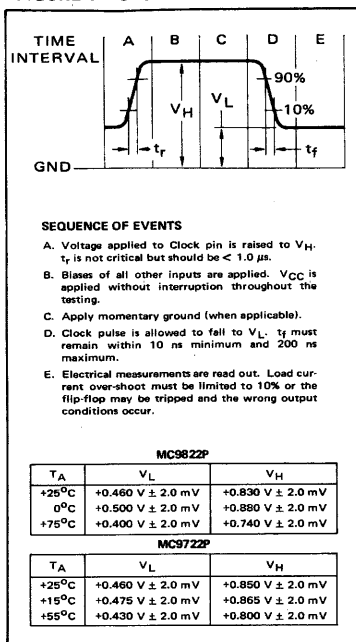 TIME INTERVAL A B C D E
90%
10%
VH
VL
tr
tf
GND
SEQUENCE OF EVENTS
A. Voltage applied to Clock pin is raised to VH.
tr is not critical but should be < 1.0 μs.
B. Biases of all other inputs are applied. VCC is
applied without interruption throughout the
testing.
C. Apply momentary ground (when applicable).
D. Clock pulse is allowed to fall to VL. tf must
remain within 10 ns minimum and 200 ns
maximum.
E. Electrical measurements are read out. Load cur-
rent over-shoot must be limited to 10% or the
flip-flop may be tripped and the wrong output
conditions occur.
MC9822P
TA VL VH
+25°C +0.460 V ± 2.0 mV +0.830 V ± 2.0 mV
0°C +0.500 V ± 2.0 mV +0.880 V ± 2.0 mV
+75°C +0.400 V ± 2.0 mV +0.740 V ± 2.0 mV
MC9722P
TA VL VH
+25°C +0.460 V ± 2.0 mV +0.850 V ± 2.0 mV
+15°C +0.475 V ± 2.0 mV +0.865 V ± 2.0 mV
+55°C +0.430 V ± 2.0 mV +0.800 V ± 2.0 mV